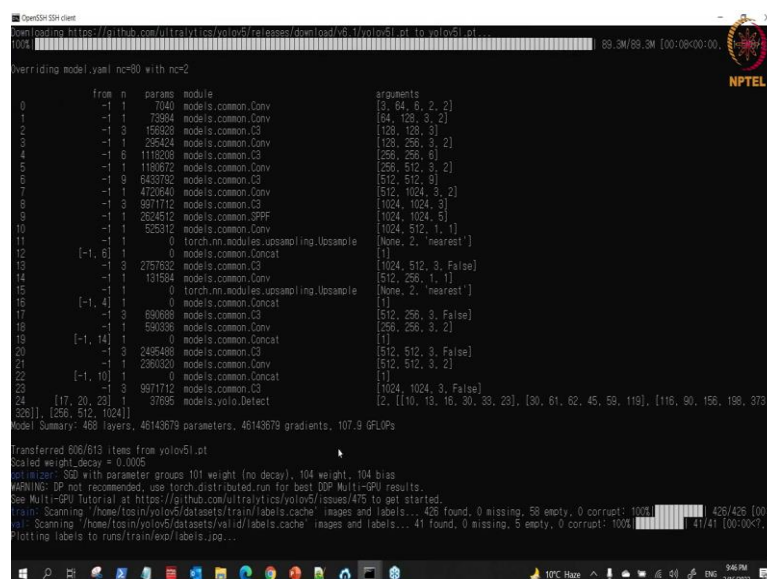 OpenSSH SSH client
Downloading https://github.com/ultralytics/yolov5/releases/download/v6.1/yolov5l.pt to yolov5l.pt...
100%| 89.3M/89.3M [00:08<00:00,
NPTEL
Overriding model.yaml nc=80 with nc=2
from n params module arguments
0 -1 1 7040 models.common.Conv [3, 64, 6, 2, 2]
1 -1 1 73984 models.common.Conv [64, 128, 3, 2]
2 -1 3 156928 models.common.C3 [128, 128, 3]
3 -1 1 295424 models.common.Conv [128, 256, 3, 2]
4 -1 6 1118208 models.common.C3 [256, 256, 6]
5 -1 1 1180672 models.common.Conv [256, 512, 3, 2]
6 -1 9 6433792 models.common.C3 [512, 512, 9]
7 -1 1 4720640 models.common.Conv [512, 1024, 3, 2]
8 -1 3 9971712 models.common.C3 [1024, 1024, 3]
9 -1 1 2624512 models.common.SPPF [1024, 1024, 5]
10 -1 1 525312 models.common.Conv [1024, 512, 1, 1]
11 -1 1 0 torch.nn.modules.upsampling.Upsample [None, 2, 'nearest']
12 [-1, 6] 1 0 models.common.Concat [1]
13 -1 3 2757632 models.common.C3 [1024, 512, 3, False]
14 -1 1 131584 models.common.Conv [512, 256, 1, 1]
15 -1 1 0 torch.nn.modules.upsampling.Upsample [None, 2, 'nearest']
16 [-1, 4] 1 0 models.common.Concat [1]
17 -1 3 690688 models.common.C3 [512, 256, 3, False]
18 -1 1 590336 models.common.Conv [256, 256, 3, 2]
19 [-1, 14] 1 0 models.common.Concat [1]
20 -1 3 2495488 models.common.C3 [512, 512, 3, False]
21 -1 1 2360320 models.common.Conv [512, 512, 3, 2]
22 [-1, 10] 1 0 models.common.Concat [1]
23 -1 3 9971712 models.common.C3 [1024, 1024, 3, False]
24 [17, 20, 23] 1 37695 models.yolo.Detect [2, [[10, 13, 16, 30, 33, 23], [30, 61, 62, 45, 59, 119], [116, 90, 156, 198, 373
326]], [256, 512, 1024]]
Model Summary: 468 layers, 46143679 parameters, 46143679 gradients, 107.9 GFLOPs
Transferred 606/613 items from yolov5l.pt
Scaled weight_decay = 0.0005
optimizer: SGD with parameter groups 101 weight (no decay), 104 weight, 104 bias
WARNING: DP not recommended, use torch.distributed.run for best DDP Multi-GPU results.
See Multi-GPU Tutorial at https://github.com/ultralytics/yolov5/issues/475 to get started.
train: Scanning '/home/tosin/yolov5/datasets/train/labels.cache' images and labels... 426 found, 0 missing, 58 empty, 0 corrupt: 100%| | 426/426 [00
val: Scanning '/home/tosin/yolov5/datasets/valid/labels.cache' images and labels... 41 found, 0 missing, 5 empty, 0 corrupt: 100%| | 41/41 [00:00<?,
Plotting labels to runs/train/exp/labels.jpg...
10°C Haze ENG 9:46 PM